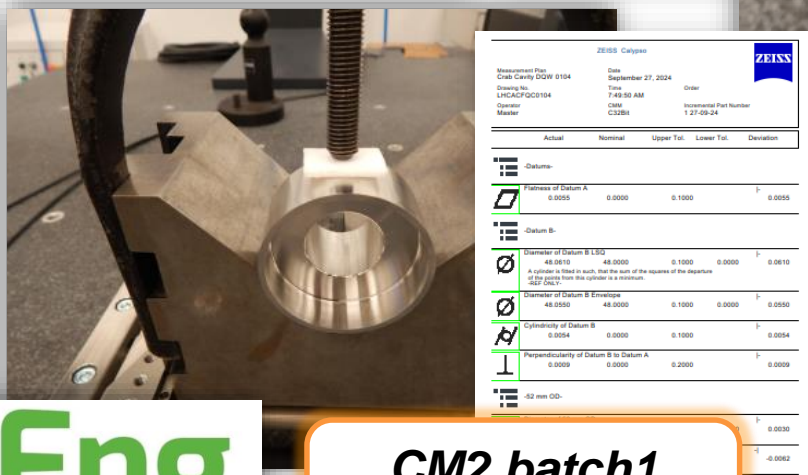 ZEISS Calypso
ZEISS
Measurement Plan
Crab Cavity DQW 0104
Date
September 27, 2024
Drawing No.
LHCACFQC0104
Time
7:49:50 AM
Order
Operator
Master
CMM
C32Bit
Incremental Part Number
1 27-09-24
Actual Nominal Upper Tol. Lower Tol. Deviation
-Datums-
Flatness of Datum A
0.0055 0.0000 0.1000 0.0055
-Datum B-
Diameter of Datum B LSQ
48.0610 48.0000 0.1000 0.0000 0.0610
A cylinder is fitted in such, that the sum of the squares of the departure
of the points from this cylinder is a minimum.
-REF ONLY-
Diameter of Datum B Envelope
48.0550 48.0000 0.1000 0.0000 0.0550
Cylindricity of Datum B
0.0054 0.0000 0.1000 0.0054
Perpendicularity of Datum B to Datum A
0.0009 0.0000 0.2000 0.0009
-52 mm OD-
0.0030
-0.0062
Eng
CM2 batch1